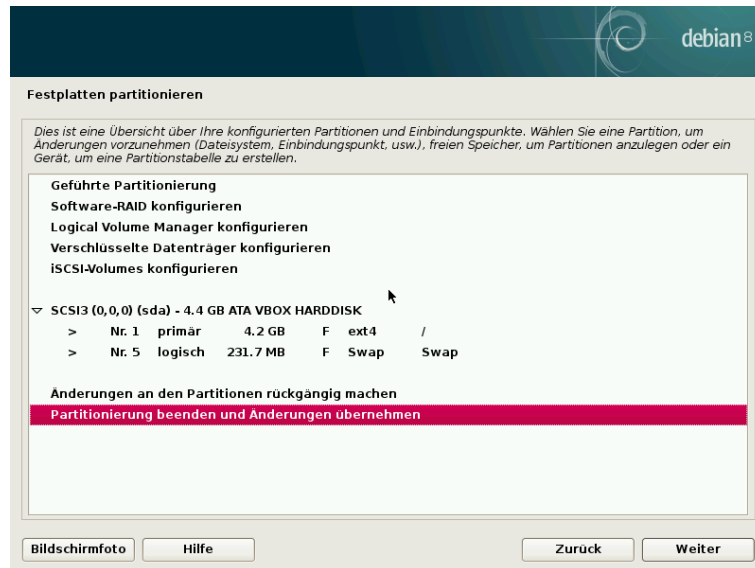 debian 8
Festplatten partitionieren
Dies ist eine Übersicht über Ihre konfigurierten Partitionen und Einbindungspunkte. Wählen Sie eine Partition, um
Änderungen vorzunehmen (Dateisystem, Einbindungspunkt, usw.), freien Speicher, um Partitionen anzulegen oder ein
Gerät, um eine Partitionstabelle zu erstellen.
Geführte Partitionierung
Software-RAID konfigurieren
Logical Volume Manager konfigurieren
Verschlüsselte Datenträger konfigurieren
iSCSI-Volumes konfigurieren
SCSI3 (0,0,0) (sda) - 4.4 GB ATA VBOX HARDDISK
> Nr. 1 primär 4.2 GB F ext4 /
> Nr. 5 logisch 231.7 MB F Swap Swap
Änderungen an den Partitionen rückgängig machen
Partitionierung beenden und Änderungen übernehmen
Bildschirmfoto Hilfe Zurück Weiter